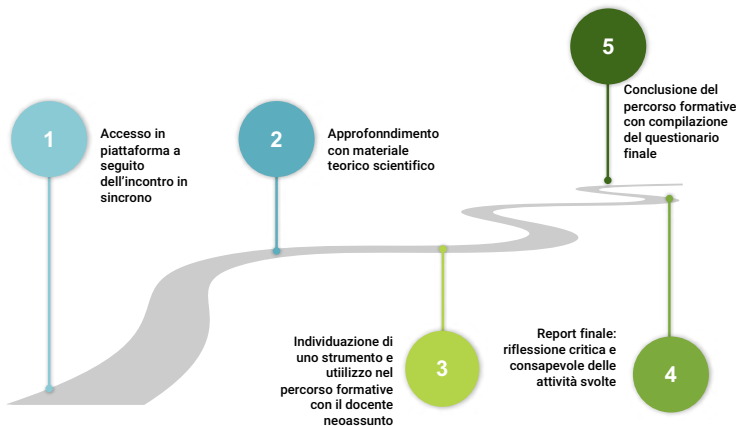 1
Accesso in
piattaforma a
seguito
dell'incontro in
sincrono
2
Approfonndimento
con materiale
teorico scientifico
3
Individuazione di
uno strumento e
utiilizzo nel
percorso formative
con il docente
neoassunto
4
Report finale:
riflessione critica e
consapevole delle
attività svolte
5
Conclusione del
percorso formative
con compilazione
del questionario
finale